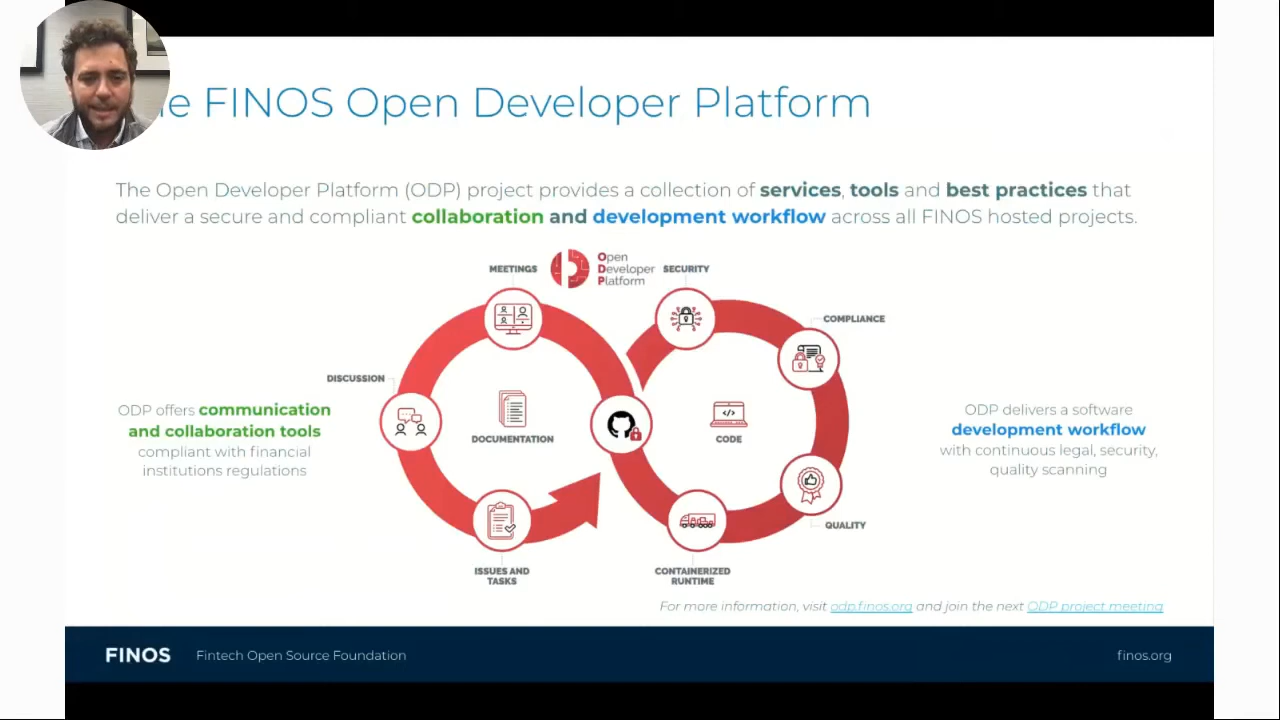 e FINOS Open Developer Platform
The Open Developer Platform (ODP) project provides a collection of services, tools and best practices that
deliver a secure and compliant collaboration and development workflow across all FINOS hosted projects.
MEETINGS
Open
Developer
Platform
SECURITY
COMPLIANCE
DISCUSSION
ODP offers communication
and collaboration tools
compliant with financial
institutions regulations
DOCUMENTATION
</>
CODE
ODP delivers a software
development workflow
with continuous legal, security,
quality scanning
QUALITY
ISSUES AND
TASKS
CONTAINERIZED
RUNTIME
For more information, visit odp.finos.org and join the next ODP project meeting
FINOS
Fintech Open Source Foundation
finos.org